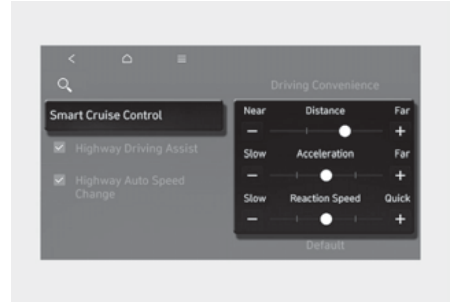 Driving Convenience
Smart Cruise Control
Near Distance Far
Highway Driving Assist
Slow Acceleration Far
Highway Auto Speed
Change
Slow Reaction Speed Quick
Default